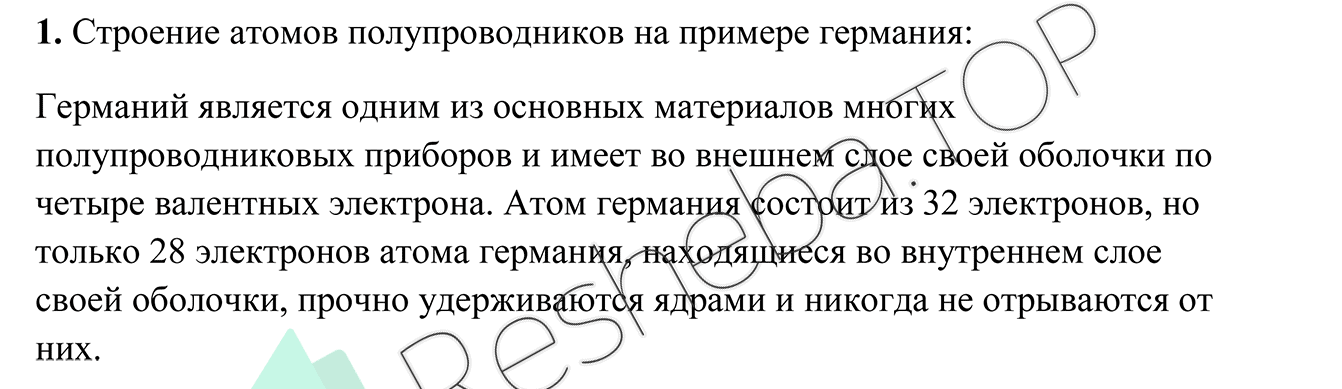 1. Строение атомов полупроводников на примере германия:
Германий является одним из основных материалов многих
полупроводниковых приборов и имеет во внешнем слое своей оболочки по
четыре валентных электрона. Атом германия состоит из 32 электронов, но
только 28 электронов атома германия, находящиеся во внутреннем слое
своей оболочки, прочно удерживаются ядрами и никогда не отрываются от
них.
Resheba.TOP